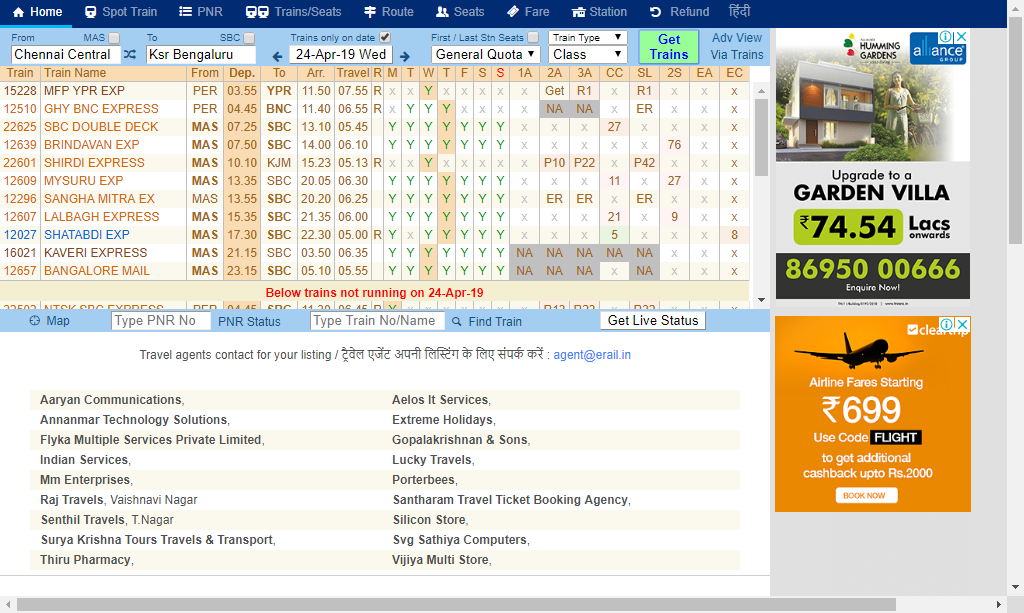 Home Spot Train PNR Trains/Seats Route Seats Fare Station Refund हिंदी
From MAS To SBC Trains only on date First / Last Stn Seats Train Type Get Trains Adv View
Chennai Central Ksr Bengaluru 24-Apr-19 Wed General Quota Class Via Trains
Train Train Name From Dep. To Arr. Travel R M T W T F S S 1A 2A 3A CC SL 2S EA EC
15228 MFP YPR EXP PER 03.55 YPR 11.50 07.55 R x x Y x x x x x Get R1 x R1 x x x
12510 GHY BNC EXPRESS PER 04.45 BNC 11.40 06.55 R x Y Y Y x x x x NA NA x ER x x x
22625 SBC DOUBLE DECK MAS 07.25 SBC 13.10 05.45 Y Y Y Y Y Y Y x x x 27 x x x x
12639 BRINDAVAN EXP MAS 07.50 SBC 14.00 06.10 Y Y Y Y Y Y Y x x x x x 76 x x
22601 SHIRDI EXPRESS MAS 10.10 KJM 15.23 05.13 R x x Y x x x x x P10 P22 x P42 x x x
12609 MYSURU EXP MAS 13.35 SBC 20.05 06.30 Y Y Y Y Y Y Y x x x 11 x 27 x x
12296 SANGHA MITRA EX MAS 13.55 SBC 20.20 06.25 Y Y Y Y Y Y Y x ER ER x ER x x x
12607 LALBAGH EXPRESS MAS 15.35 SBC 21.35 06.00 Y Y Y Y Y Y Y x x x 21 x 9 x x
12027 SHATABDI EXP MAS 17.30 SBC 22.30 05.00 R Y x Y Y Y Y Y x x x 5 x x x 8
16021 KAVERI EXPRESS MAS 21.15 SBC 03.50 06.35 Y Y Y Y Y Y Y NA NA NA NA NA x x x
12657 BANGALORE MAIL MAS 23.15 SBC 05.10 05.55 Y Y Y Y Y Y Y NA NA NA x NA x x x
Below trains not running on 24-Apr-19
Map Type PNR No PNR Status Type Train No/Name Find Train Get Live Status
Travel agents contact for your listing / ट्रेवेल एजेंट अपनी लिस्टिंग के लिए संपर्क करें : agent@erail.in
Aaryan Communications, Aelos It Services,
Annanmar Technology Solutions, Extreme Holidays,
Flyka Multiple Services Private Limited, Gopalakrishnan & Sons,
Indian Services, Lucky Travels,
Mm Enterprises, Porterbees,
Raj Travels, Vaishnavi Nagar Santharam Travel Ticket Booking Agency,
Senthil Travels, T.Nagar Silicon Store,
Surya Krishna Tours Travels & Transport, Svg Sathiya Computers,
Thiru Pharmacy, Vijiya Multi Store,
HUMMING GARDENS alliance GROUP
Upgrade to a
GARDEN VILLA
₹74.54 Lacs onwards
86950 00666
Enquire Now!
cleartrip
Airline Fares Starting
₹699
Use Code FLIGHT
to get additional
cashback upto Rs.2000
BOOK NOW